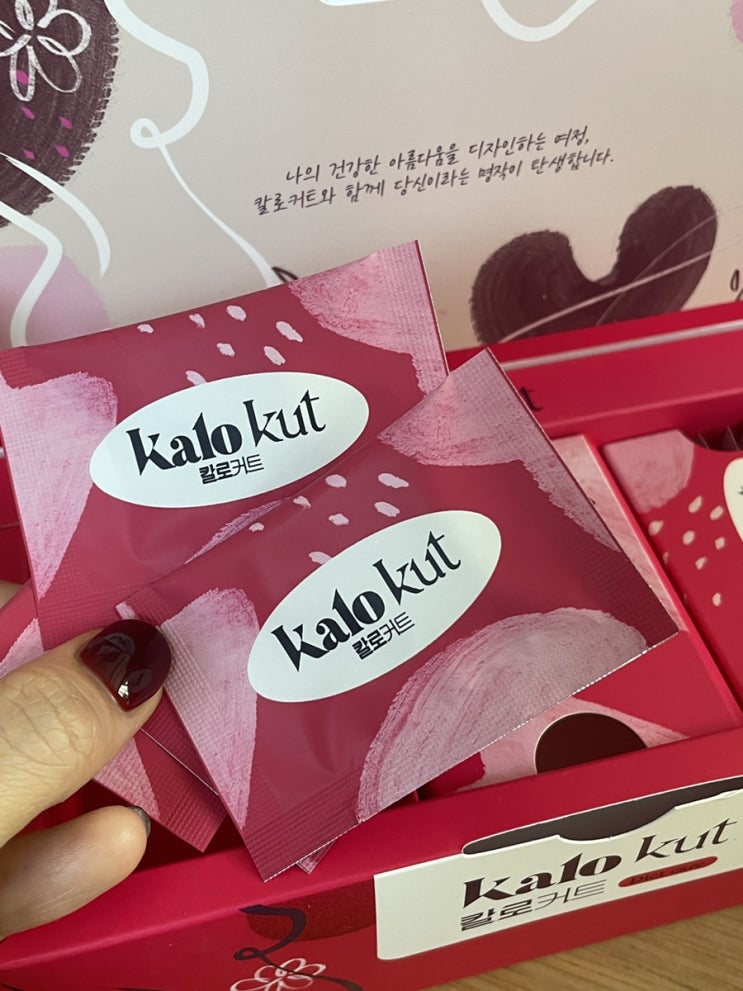 나의 건강한 아름다움을 디자인하는 여정,
칼로커트와 함께 당신이라는 명작이 탄생합니다.
kalo kut
칼로커트
kalo kut
칼로커트
kalo kut
칼로커트